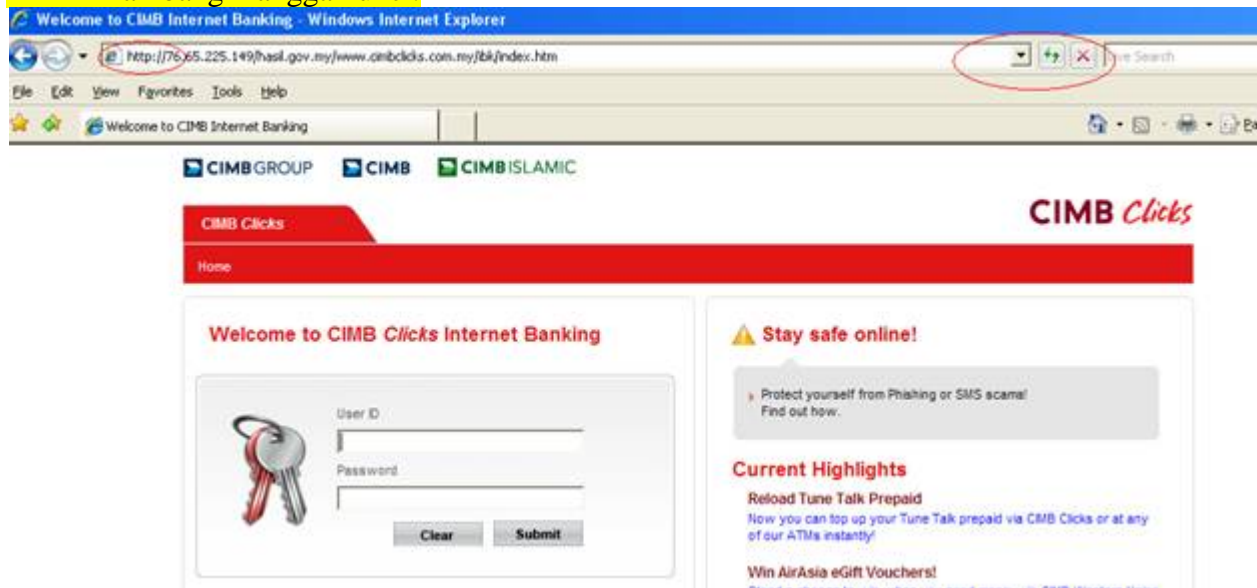 Welcome to CIMB Internet Banking - Windows Internet Explorer
http://76.65.225.149/hasil.gov.my/www.cimbclicks.com.my/ibk/index.htm
Search
File Edit View Favorites Tools Help
Welcome to CIMB Internet Banking
CIMBGROUP CIMB CIMBISLAMIC
CIMB Clicks
CIMB Clicks
Home
Welcome to CIMB Clicks Internet Banking
User ID
Password
Clear Submit
Stay safe online!
Protect yourself from Phishing or SMS scams!
Find out how.
Current Highlights
Reload Tune Talk Prepaid
Now you can top up your Tune Talk prepaid via CIMB Clicks or at any
of our ATMs instantly!
Win AirAsia eGift Vouchers!